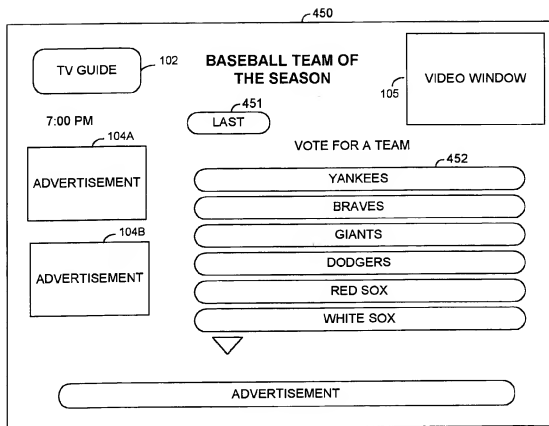 450
TV GUIDE
102
BASEBALL TEAM OF
THE SEASON
105
VIDEO WINDOW
7:00 PM
451
LAST
104A
ADVERTISEMENT
VOTE FOR A TEAM
452
YANKEES
BRAVES
GIANTS
104B
ADVERTISEMENT
DODGERS
RED SOX
WHITE SOX
ADVERTISEMENT